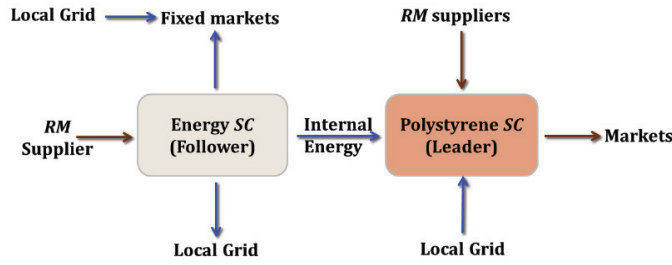 Local Grid
Fixed markets
RM suppliers
RM
Supplier
Energy SC
(Follower)
Internal
Energy
Polystyrene SC
(Leader)
Markets
Local Grid
Local Grid